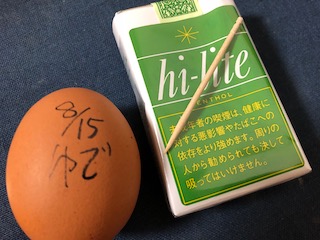 8/15
ゆで
hi-lite
MENTHOL
未成年者の喫煙は、健康に
対する悪影響やたばこへの
依存をより強めます。周りの
人から勧められても決して
吸ってはいけません。